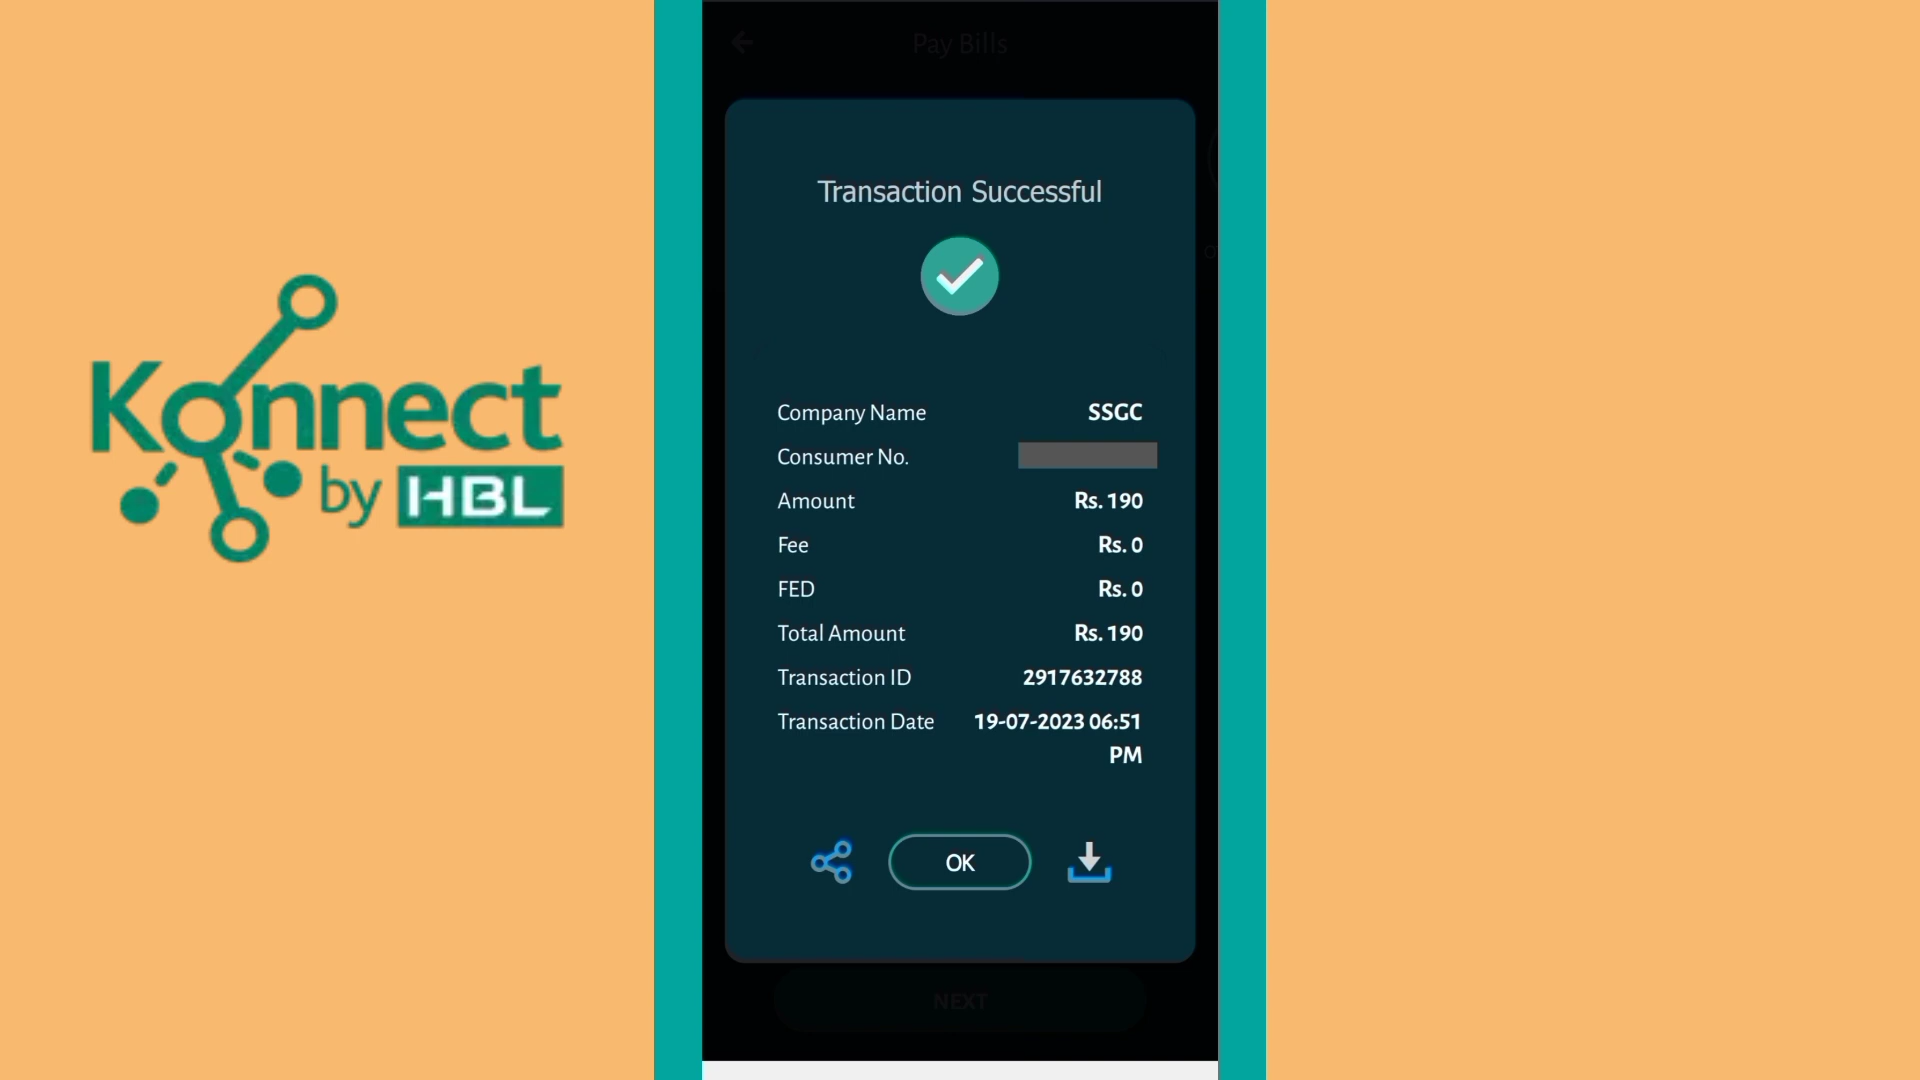 Pay Bills
Konnect
by HBL
Transaction Successful
Company Name SSGC
Consumer No.
Amount Rs. 190
Fee Rs. 0
FED Rs. 0
Total Amount Rs. 190
Transaction ID 2917632788
Transaction Date 19-07-2023 06:51
PM
OK
NEXT